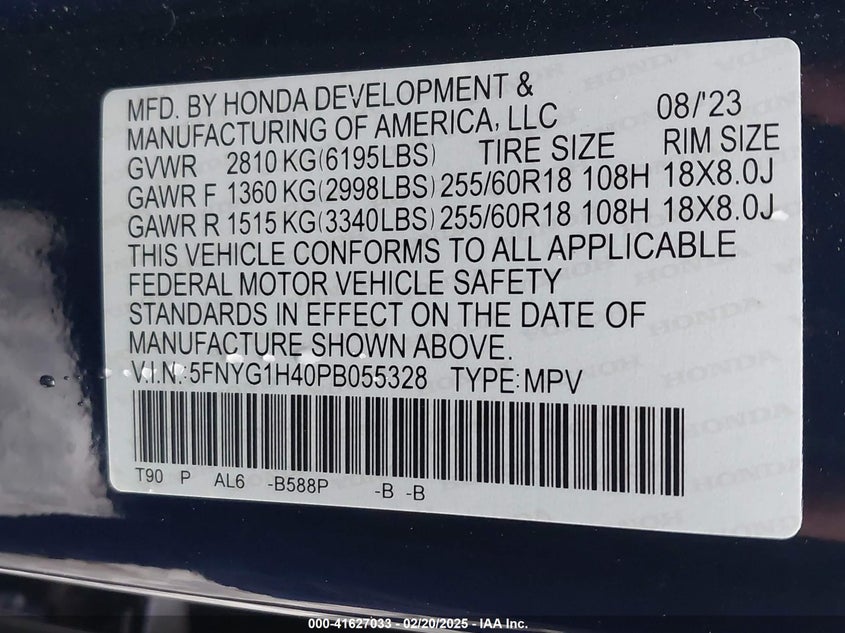 MFD. BY HONDA DEVELOPMENT &
MANUFACTURING OF AMERICA, LLC 08/'23
GVWR 2810 KG(6195LBS) TIRE SIZE RIM SIZE
GAWR F 1360 KG(2998LBS) 255/60R18 108H 18X8.0J
GAWR R 1515 KG(3340LBS) 255/60R18 108H 18X8.0J
THIS VEHICLE CONFORMS TO ALL APPLICABLE
FEDERAL MOTOR VEHICLE SAFETY
STANDARDS IN EFFECT ON THE DATE OF
MANUFACTURE SHOWN ABOVE.
V.I.N.:5FNYG1H40PB055328 TYPE:MPV
T90 P AL6 -B588P -B -B
HONDA
000-41627033 - 02/20/2025 - IAA Inc.